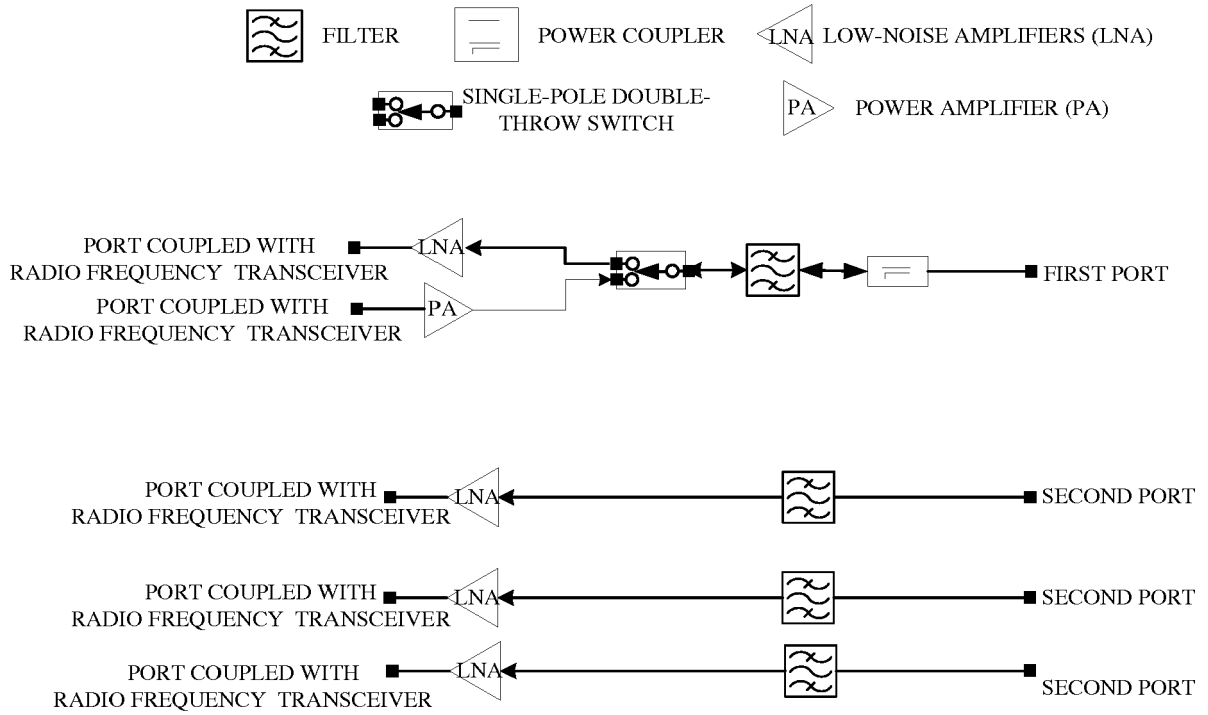 FILTER
POWER COUPLER
LNA
LOW-NOISE AMPLIFIERS (LNA)
SINGLE-POLE DOUBLE-
THROW SWITCH
PA
POWER AMPLIFIER (PA)
PORT COUPLED WITH
RADIO FREQUENCY TRANSCEIVER
LNA
FIRST PORT
PORT COUPLED WITH
RADIO FREQUENCY TRANSCEIVER
PA
PORT COUPLED WITH
RADIO FREQUENCY TRANSCEIVER
LNA
SECOND PORT
PORT COUPLED WITH
RADIO FREQUENCY TRANSCEIVER
LNA
SECOND PORT
PORT COUPLED WITH
RADIO FREQUENCY TRANSCEIVER
LNA
SECOND PORT